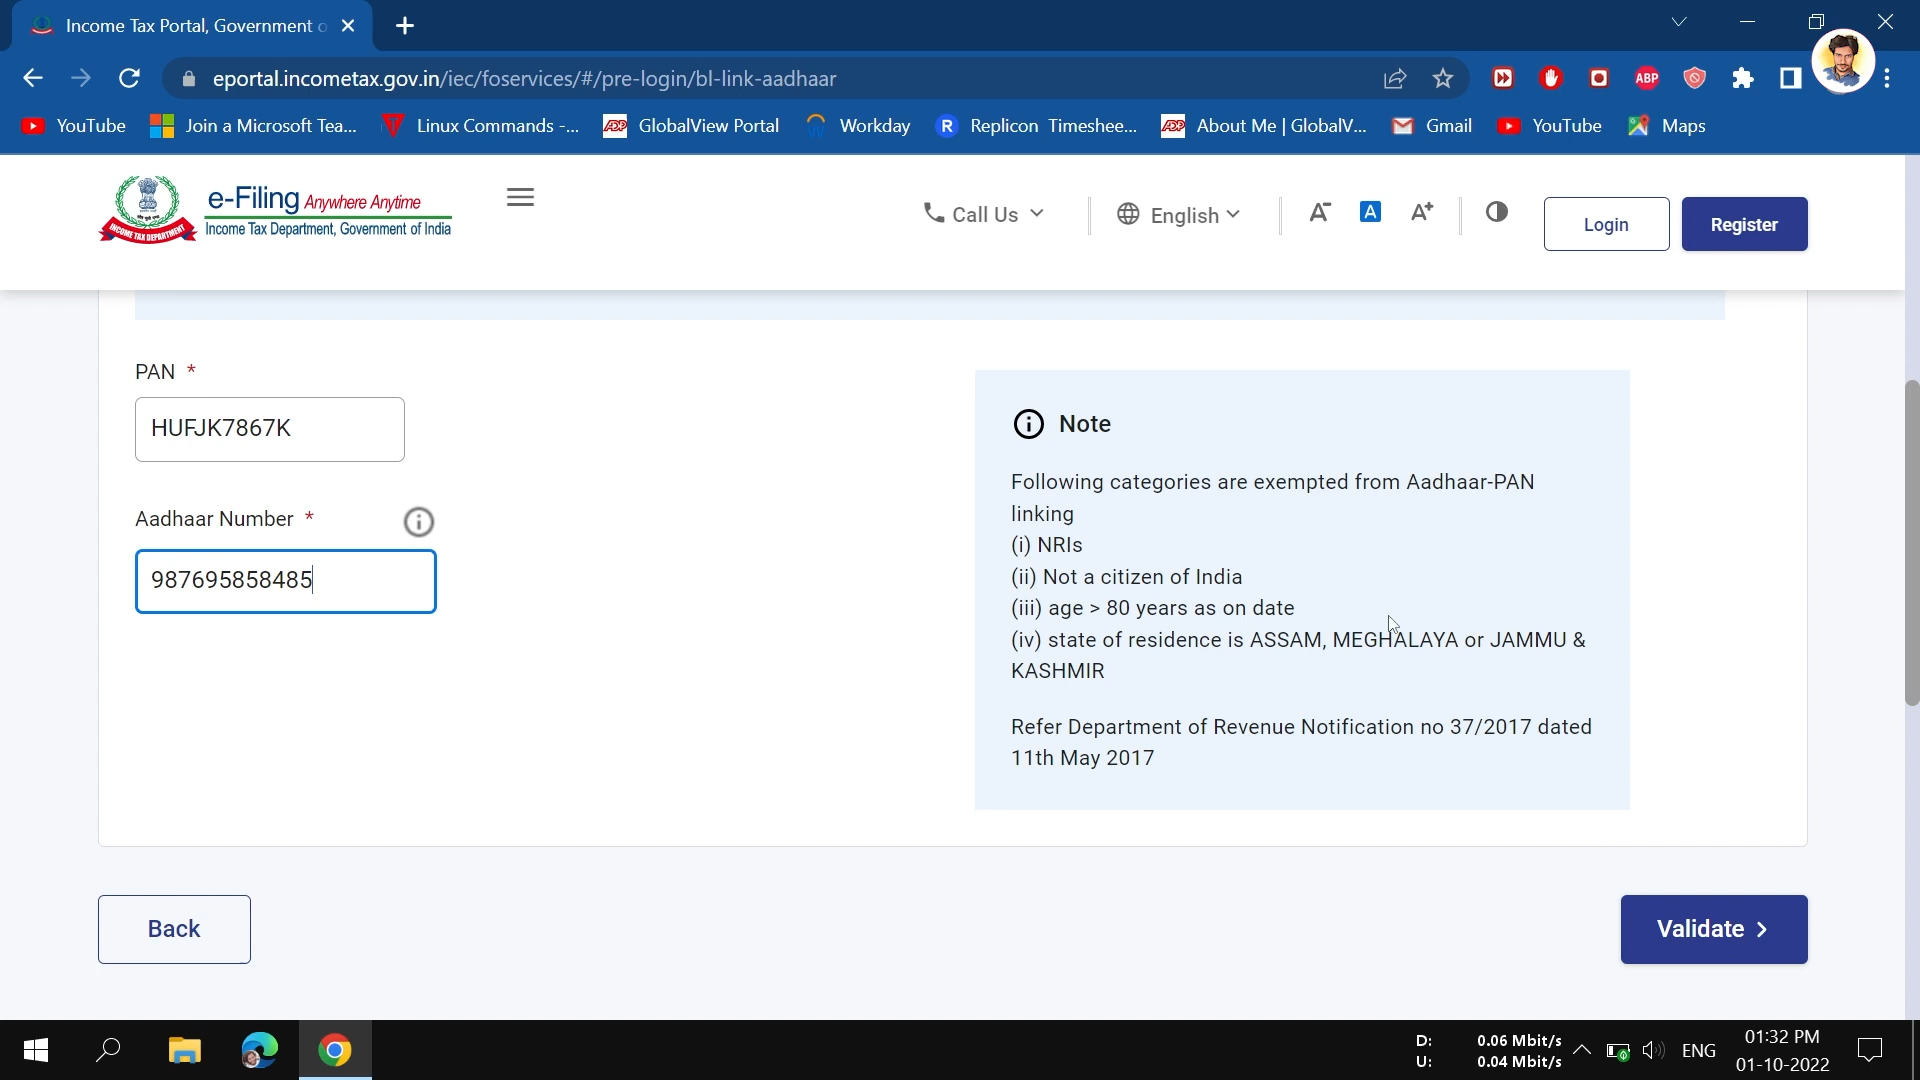 Income Tax Portal, Government o
eportal.incometax.gov.in/iec/foservices/#/pre-login/bl-link-aadhaar
ABP
YouTube
Join a Microsoft Tea...
Linux Commands -...
GlobalView Portal
Workday
R Replicon Timeshee...
About Me | GlobalV...
Gmail
YouTube
Maps
INCOME TAX DEPARTMENT
e-Filing Anywhere Anytime
Income Tax Department, Government of India
Call Us
English
A-
A
A+
Login
Register
PAN *
HUFJK7867K
Aadhaar Number *
987695858485
Note
Following categories are exempted from Aadhaar-PAN
linking
(i) NRIs
(ii) Not a citizen of India
(iii) age > 80 years as on date
(iv) state of residence is ASSAM, MEGHALAYA or JAMMU &
KASHMIR
Refer Department of Revenue Notification no 37/2017 dated
11th May 2017
Back
Validate >
D: 0.06 Mbit/s
U: 0.04 Mbit/s
ENG
01:32 PM
01-10-2022